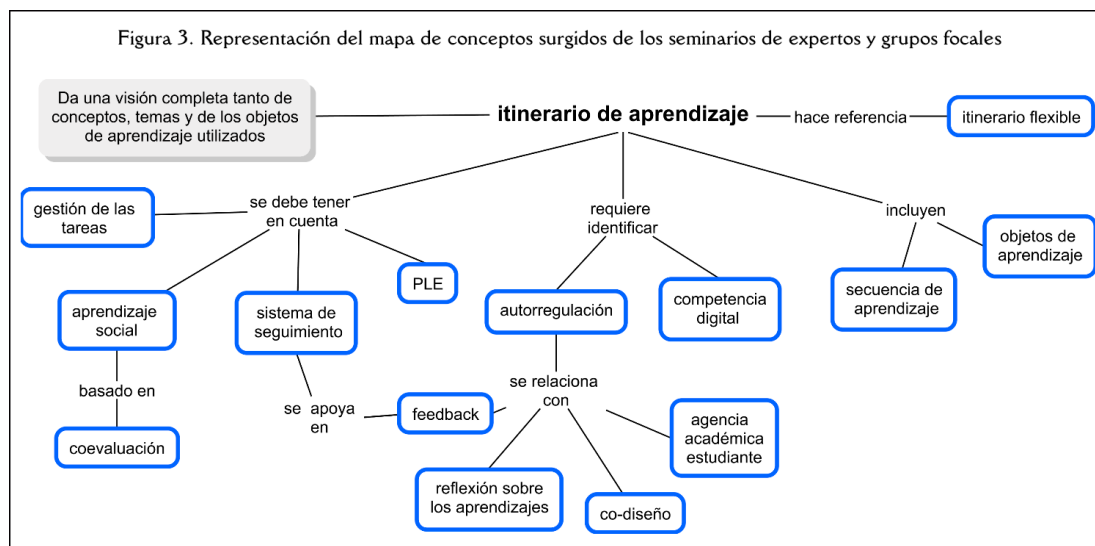 Figura 3. Representación del mapa de conceptos surgidos de los seminarios de expertos y grupos focales
Da una visión completa tanto de
conceptos, temas y de los objetos
de aprendizaje utilizados
itinerario de aprendizaje
hace referencia
itinerario flexible
gestión de las
tareas
se debe tener
en cuenta
requiere
identificar
incluyen
objetos de
aprendizaje
PLE
aprendizaje
social
sistema de
seguimiento
autorregulación
competencia
digital
secuencia de
aprendizaje
basado en
se apoya
en
feedback
se relaciona
con
agencia
académica
estudiante
coevaluación
reflexión sobre
los aprendizajes
co-diseño